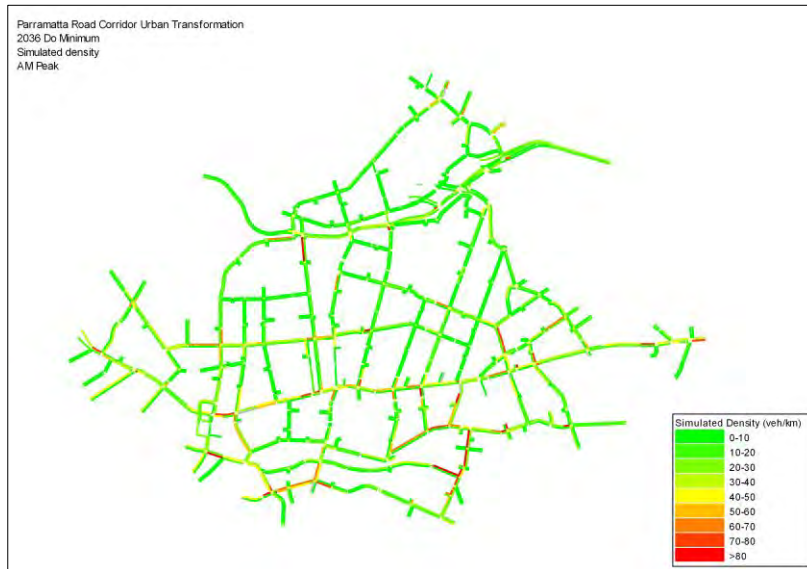 Parramatta Road Corridor Urban Transformation
2036 Do Minimum
Simulated density
AM Peak
Simulated Density (veh/km)
0-10
10-20
20-30
30-40
40-50
50-60
60-70
70-80
>80